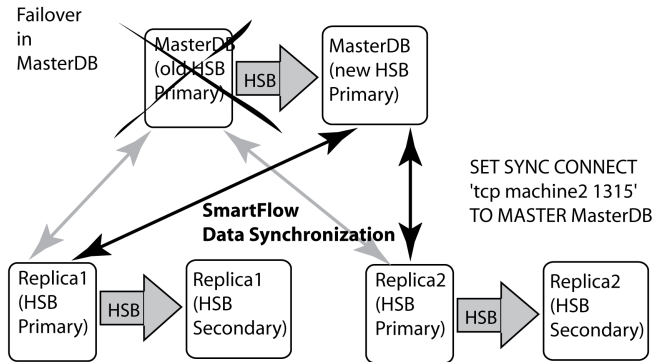 Failover
in
MasterDB
MasterDB
(old HSB
Primary)
HSB
MasterDB
(new HSB
Primary)
SET SYNC CONNECT
'tcp machine2 1315'
TO MASTER MasterDB
SmartFlow
Data Synchronization
Replica1
(HSB
Primary)
HSB
Replica1
(HSB
Secondary)
Replica2
(HSB
Primary)
HSB
Replica2
(HSB
Secondary)